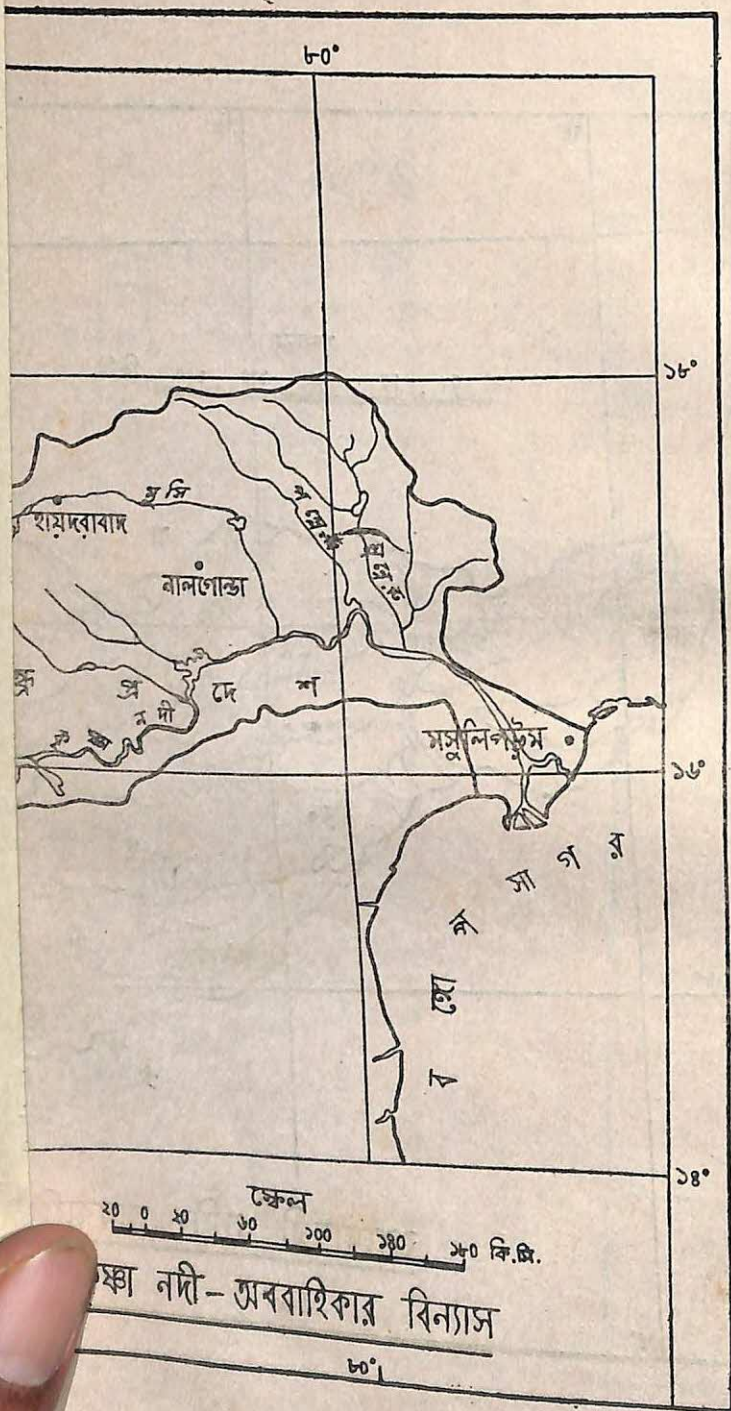 ৮০°
১৮°
মুসি
হায়দরাবাদ
নালগোন্ডা
প্র দে শ
নদী
মসুলিপট্টম
১৬°
ব ঙ্গো প সা গ র
১৪°
স্কেল
২০ ০ ২০ ৬০ ১০০ ১৪০ ১৮০ কি.মি.
ষ্ণা নদী - অববাহিকার বিন্যাস
৮০°